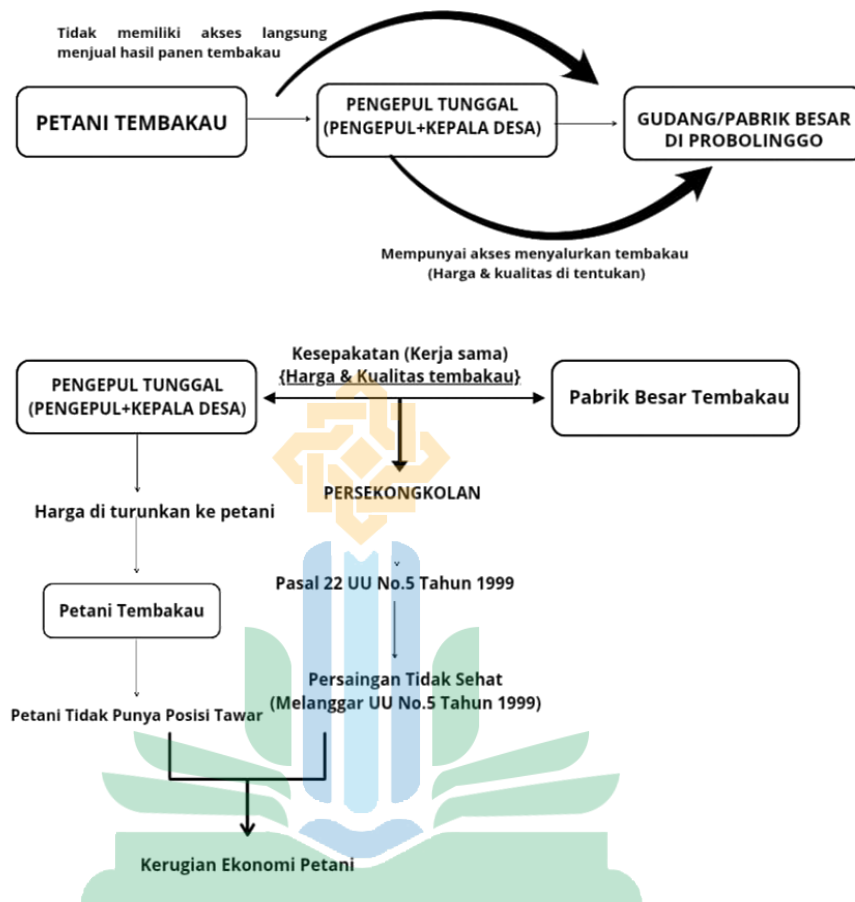 Tidak memiliki akses langsung
menjual hasil panen tembakau
PETANI TEMBAKAU
PENGEPUL TUNGGAL
(PENGEPUL+KEPALA DESA)
GUDANG/PABRIK BESAR
DI PROBOLINGGO
Mempunyai akses menyalurkan tembakau
(Harga & kualitas di tentukan)
Kesepakatan (Kerja sama)
{Harga & Kualitas tembakau}
PENGEPUL TUNGGAL
(PENGEPUL+KEPALA DESA)
Pabrik Besar Tembakau
PERSEKONGKOLAN
Harga di turunkan ke petani
Pasal 22 UU No.5 Tahun 1999
Petani Tembakau
Persaingan Tidak Sehat
(Melanggar UU No.5 Tahun 1999)
Petani Tidak Punya Posisi Tawar
Kerugian Ekonomi Petani